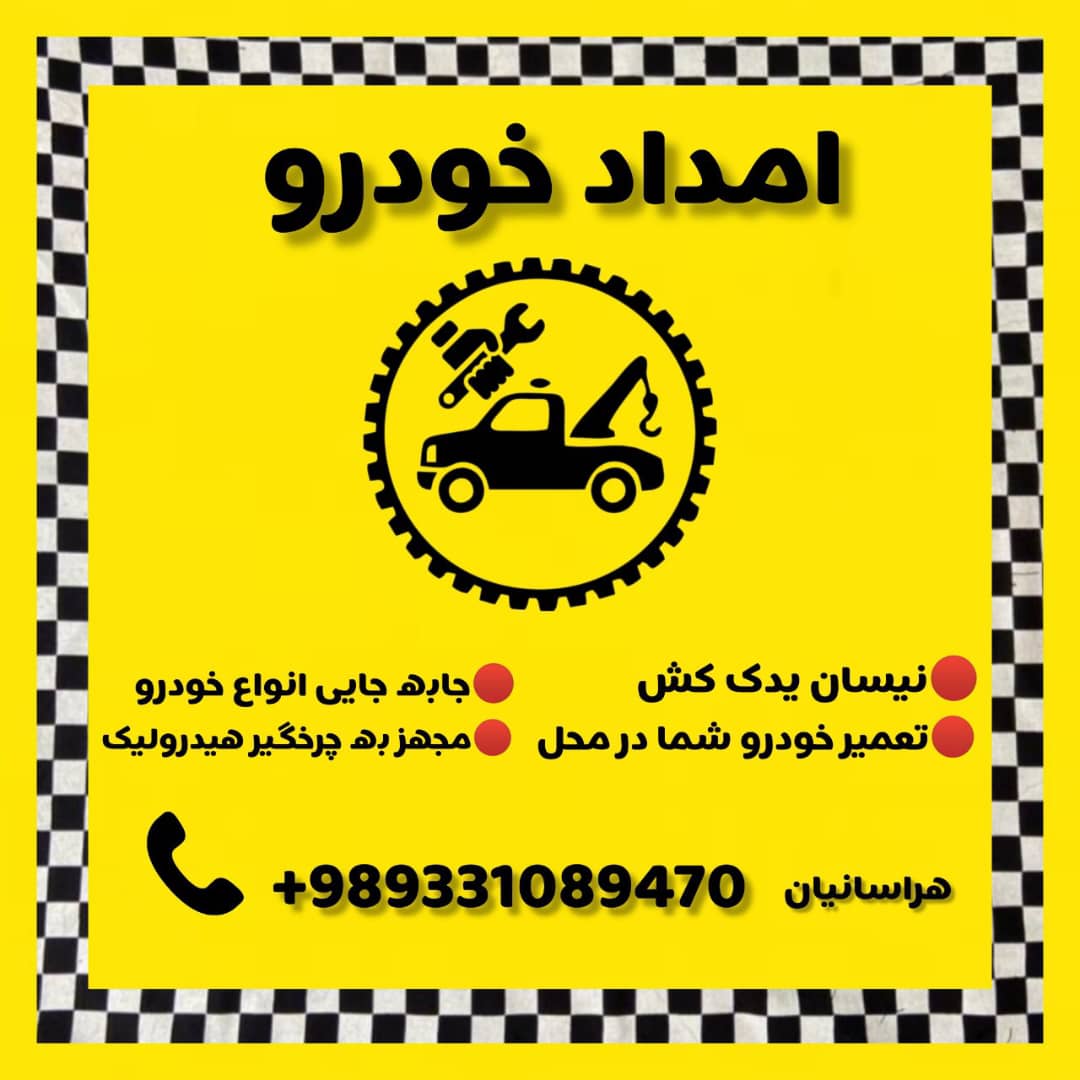 امداد خودرو
نیسان یدک کش
تعمیر خودرو شما در محل
جابه جایی انواع خودرو
مجهز به چرخگیر هیدرولیک
هراسانیان
+989331089470